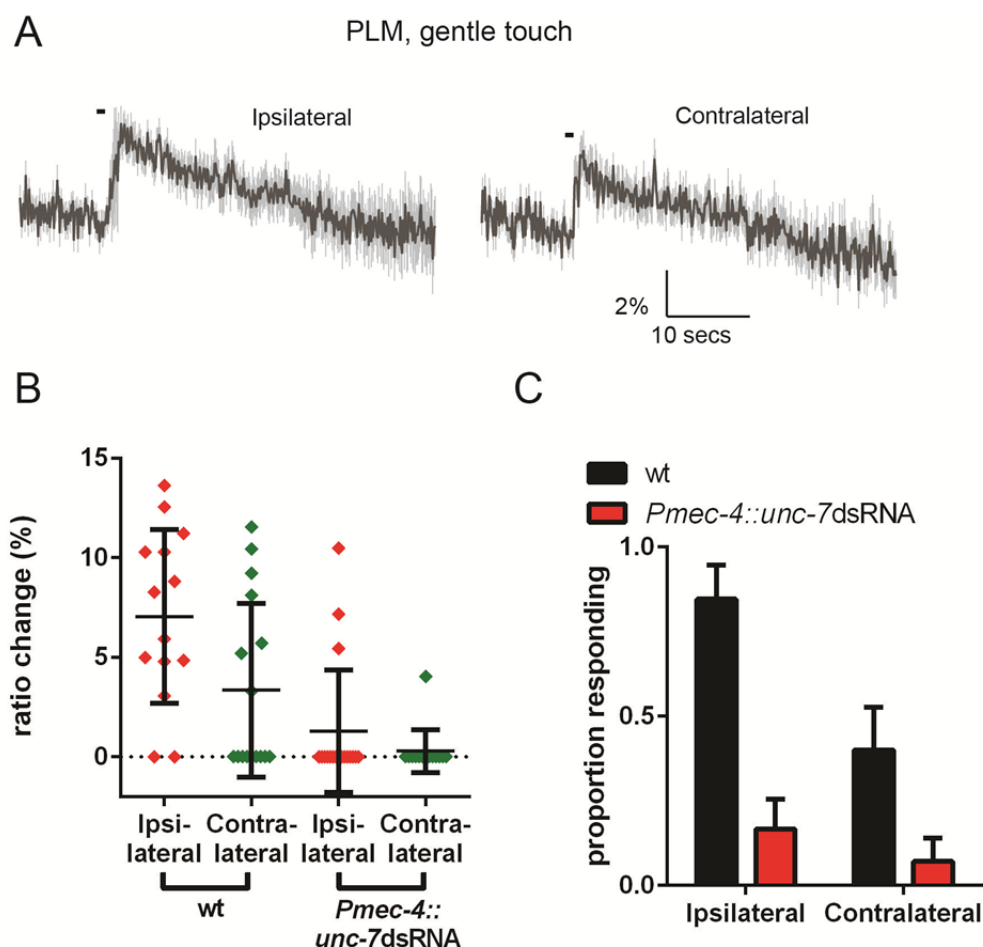 A
PLM, gentle touch
Ipsilateral
Contralateral
2%
10 secs
B
15
10
5
0
ratio change (%)
Ipsi-
lateral
Contra-
lateral
Ipsi-
lateral
Contra-
lateral
wt
Pmec-4::
unc-7dsRNA
C
wt
Pmec-4::unc-7dsRNA
1.0
0.5
0.0
proportion responding
Ipsilateral
Contralateral